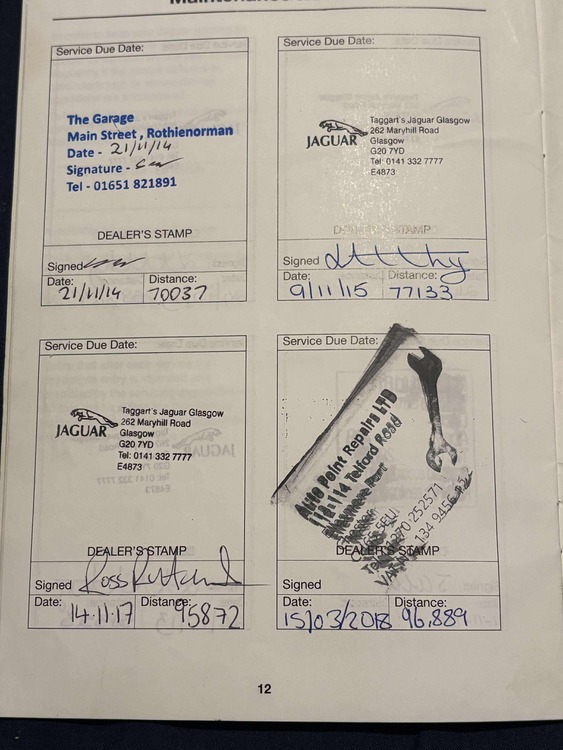 Service Due Date:
The Garage
Main Street, Rothienorman
Date - 21/11/14
Signature -
Tel - 01651 821891
DEALER'S STAMP
Signed
Date:
21/11/14
Distance:
70037
Service Due Date:
JAGUAR
Taggart's Jaguar Glasgow
262 Maryhill Road
Glasgow
G20 7YD
Tel: 0141 332 7777
E4873
DEALER'S STAMP
Signed
Date:
9/11/15
Distance:
77133
Service Due Date:
JAGUAR
Taggart's Jaguar Glasgow
262 Maryhill Road
Glasgow
G20 7YD
Tel: 0141 332 7777
E4873
DEALER'S STAMP
Signed
Date:
14.11.17
Distance:
95872
Service Due Date:
Auto Point Repairs LTD
112-114 Telford Road
DEALER'S STAMP
Signed
Date:
15/03/2018
Distance:
96,889
12